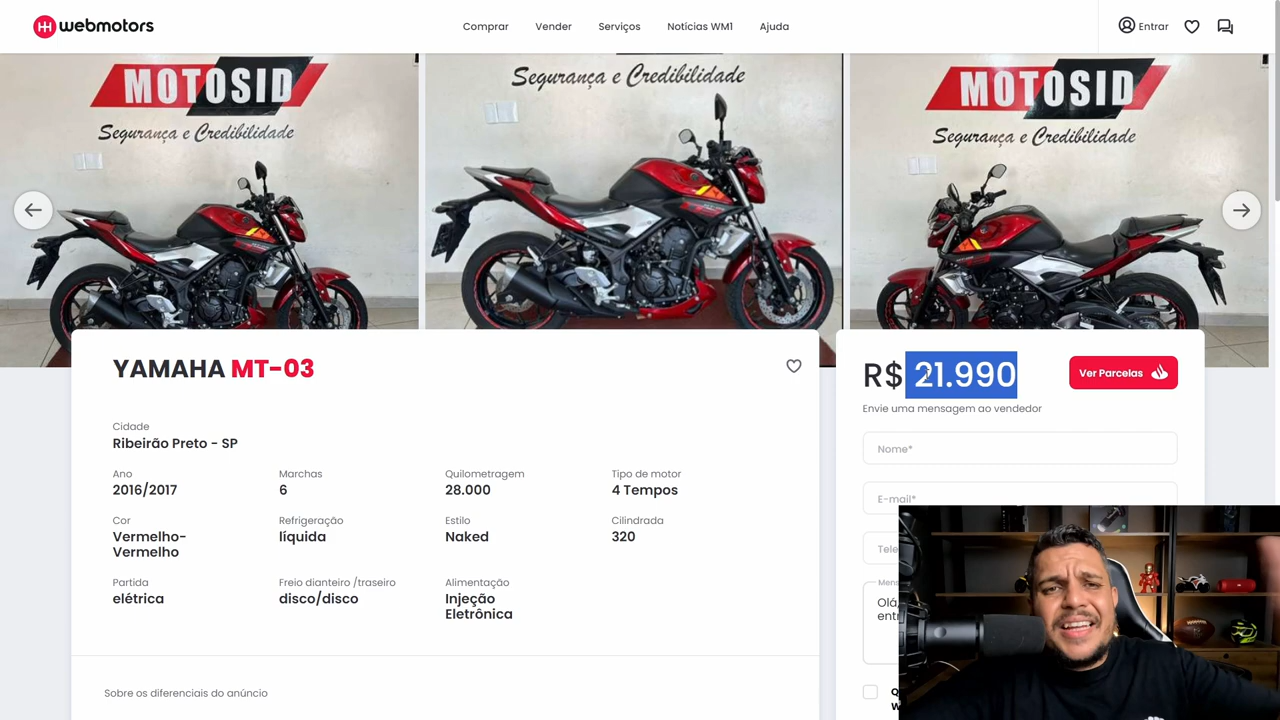 webmotors
Comprar
Vender
Serviços
Notícias WM1
Ajuda
Entrar
MOTOSID
Segurança e Credibilidade
Segurança e Credibilidade
MOTOSID
Segurança e Credibilidade
YAMAHA MT-03
R$ 21.990
Ver Parcelas
Envie uma mensagem ao vendedor
Cidade
Ribeirão Preto - SP
Ano
2016/2017
Marchas
6
Quilometragem
28.000
Tipo de motor
4 Tempos
Cor
Vermelho-
Vermelho
Refrigeração
líquida
Estilo
Naked
Cilindrada
320
Partida
elétrica
Freio dianteiro /traseiro
disco/disco
Alimentação
Injeção
Eletrônica
Nome*
E-mail*
Sobre os diferenciais do anúncio